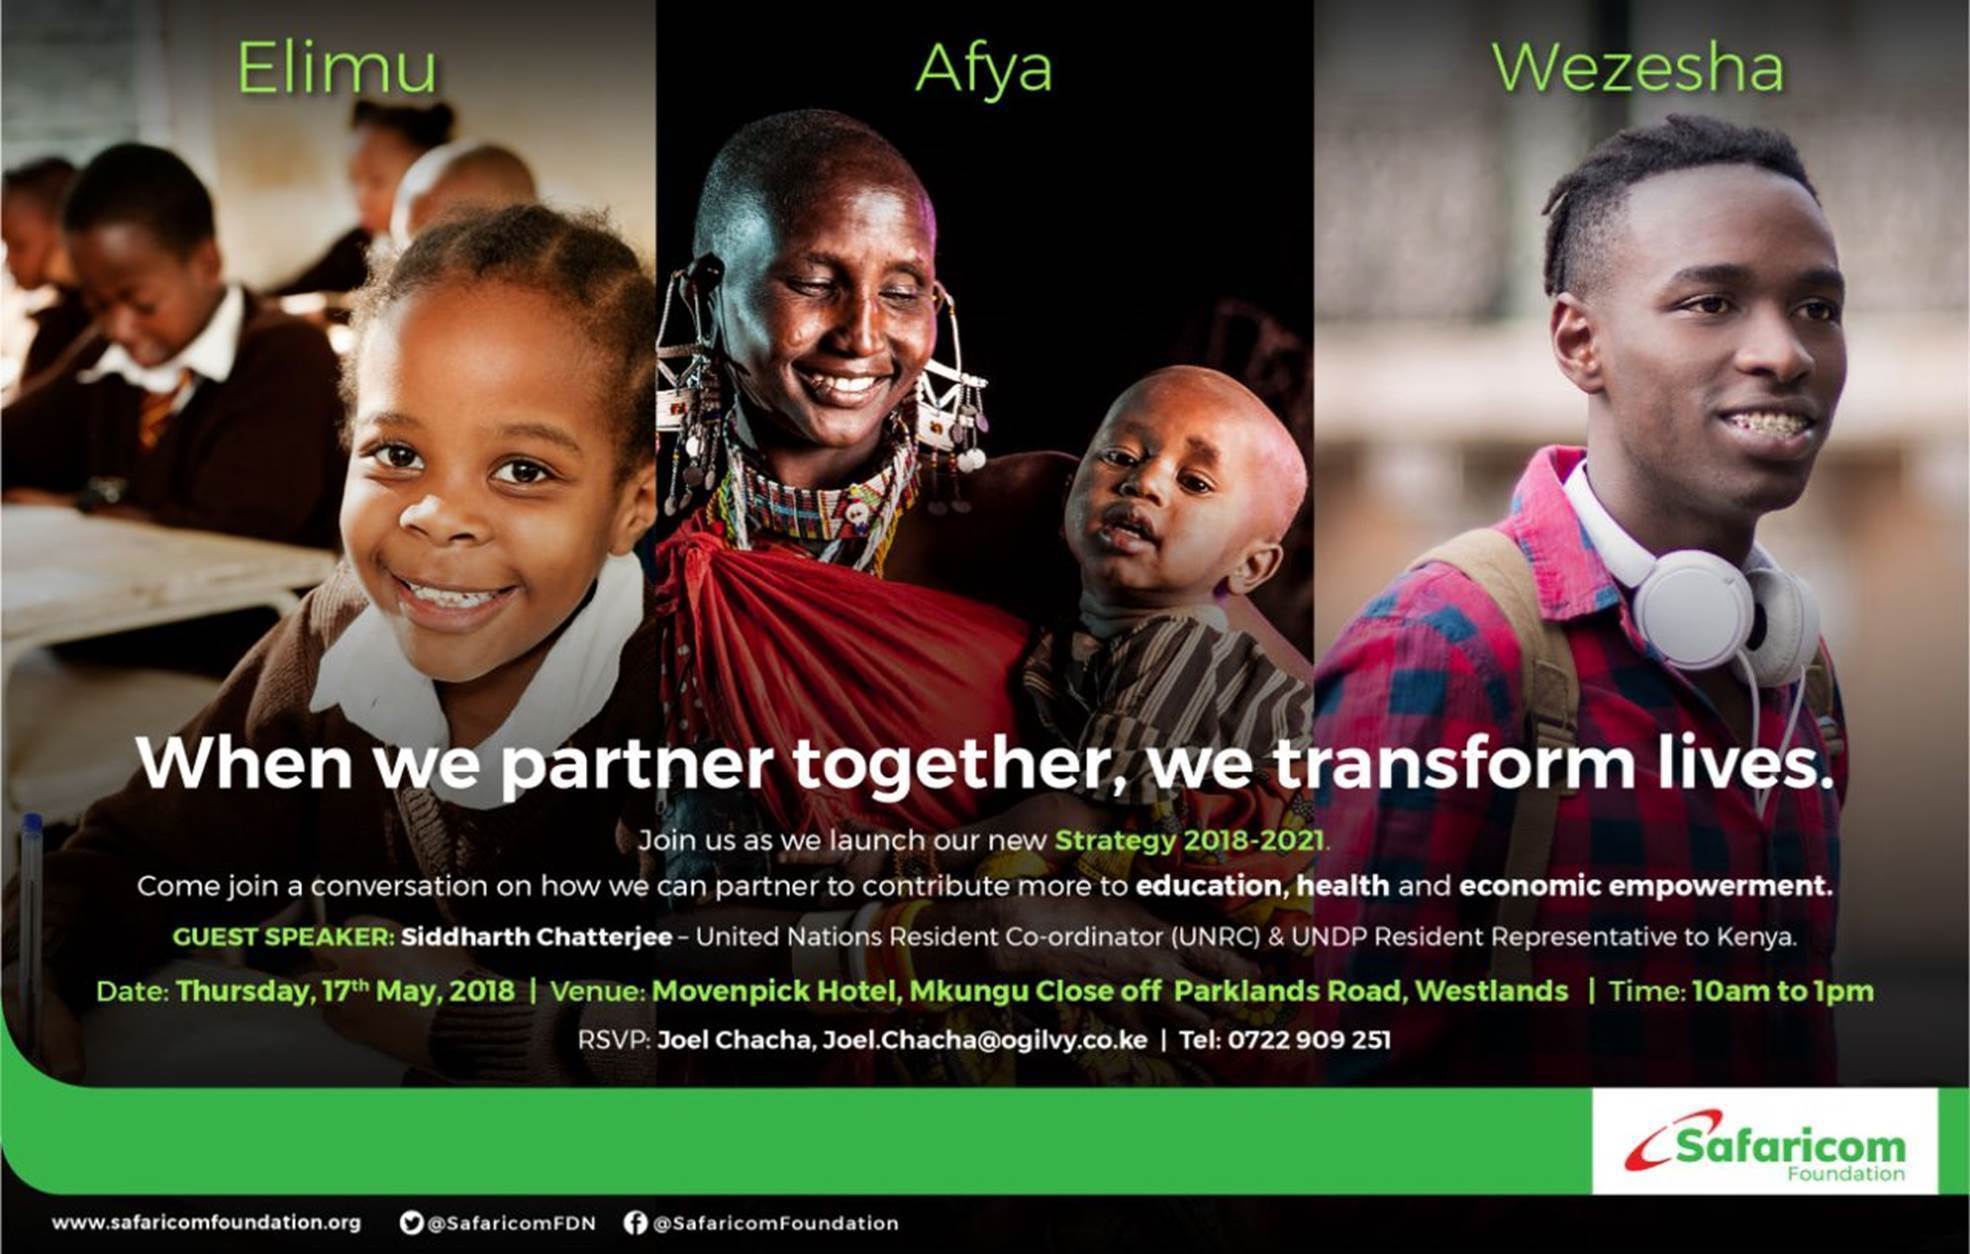 Elimu
Afya
Wezesha
When we partner together, we transform lives.
Join us as we launch our new Strategy 2018-2021.
Come join a conversation on how we can partner to contribute more to education, health and economic empowerment.
GUEST SPEAKER: Siddharth Chatterjee – United Nations Resident Co-ordinator (UNRC) & UNDP Resident Representative to Kenya.
Date: Thursday, 17th May, 2018 | Venue: Movenpick Hotel, Mkungu Close off Parklands Road, Westlands | Time: 10am to 1pm
RSVP: Joel Chacha, Joel.Chacha@ogilvy.co.ke | Tel: 0722 909 251
Safaricom
Foundation
www.safaricomfoundation.org @SafaricomFDN @SafaricomFoundation